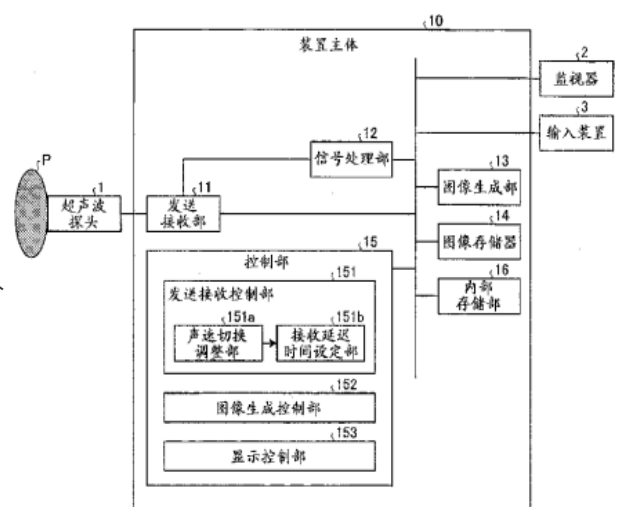 10
装置主体
2
监视器
3
输入装置
12
信号处理部
13
图像生成部
P
1
超声波
探头
11
发送
接收部
14
图像存储器
15
控制部
16
内部
存储部
151
发送接收控制部
151a
声速切换
调整部
151b
接收延迟
时间设定部
152
图像生成控制部
153
显示控制部